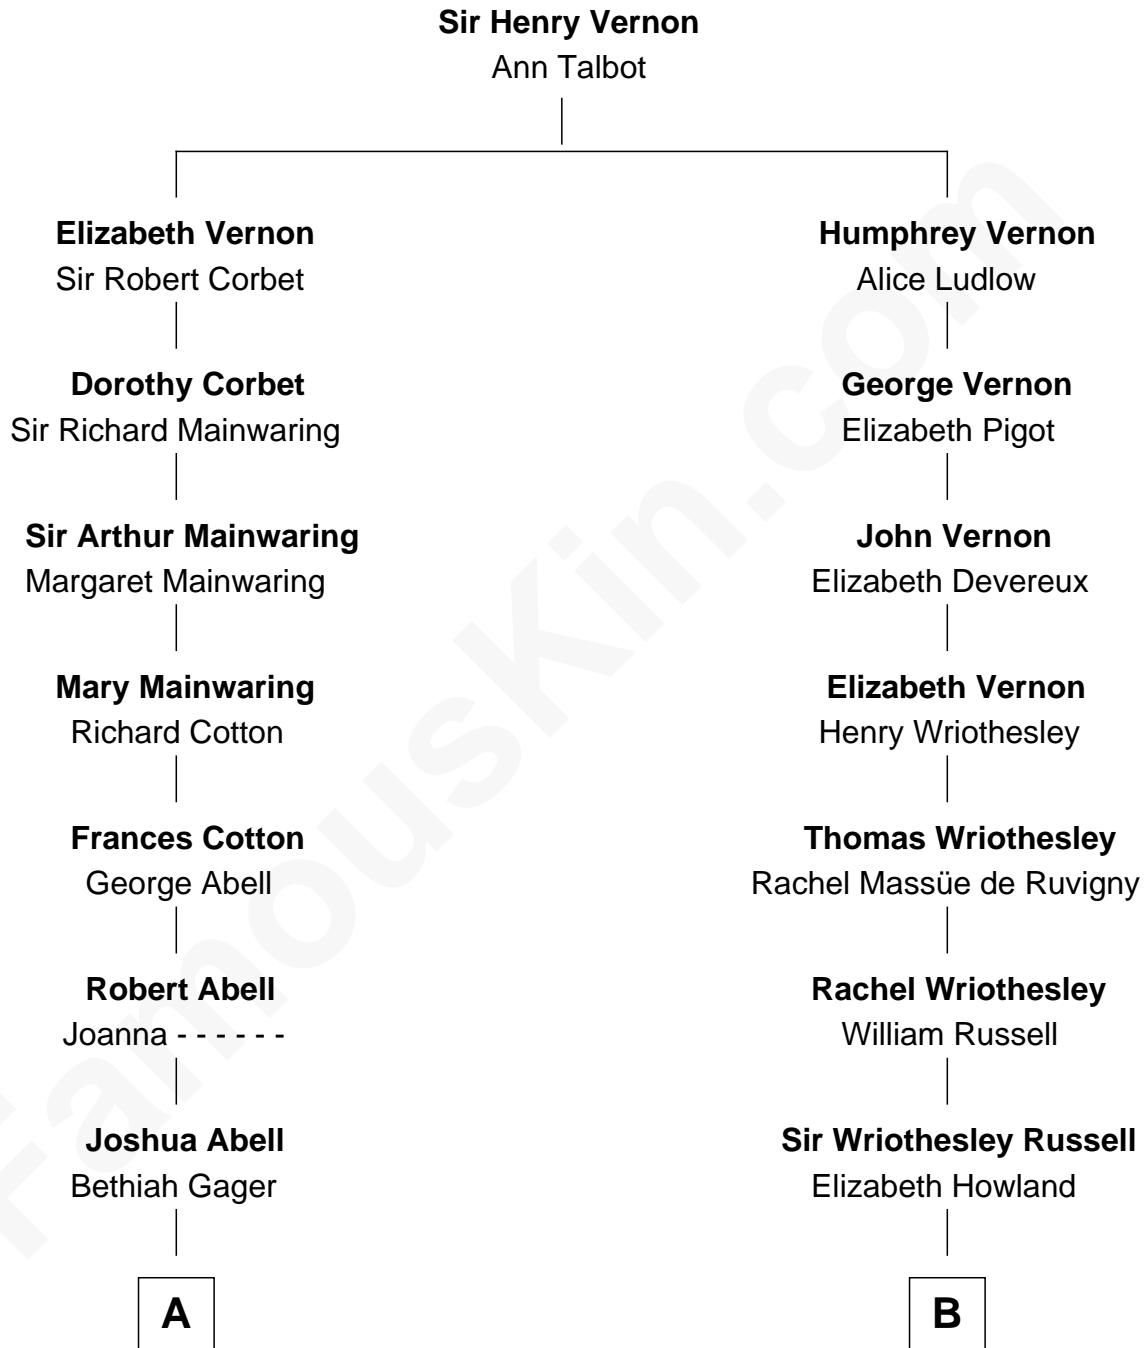 Sir Henry Vernon
Ann Talbot
Elizabeth Vernon
Sir Robert Corbet
Dorothy Corbet
Sir Richard Mainwaring
Sir Arthur Mainwaring
Margaret Mainwaring
Mary Mainwaring
Richard Cotton
Frances Cotton
George Abell
Robert Abell
Joanna - - - - - -
Joshua Abell
Bethiah Gager
A
Humphrey Vernon
Alice Ludlow
George Vernon
Elizabeth Pigot
John Vernon
Elizabeth Devereux
Elizabeth Vernon
Henry Wriothesley
Thomas Wriothesley
Rachel Massüe de Ruvigny
Rachel Wriothesley
William Russell
Sir Wriothesley Russell
Elizabeth Howland
B
FamousKin.com